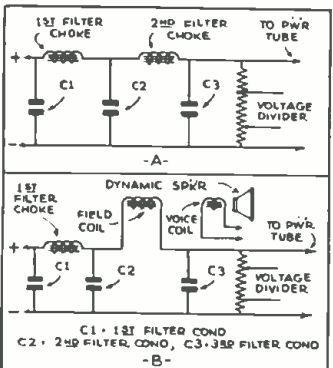 1ST FILTER CHOKE
2ND FILTER CHOKE
TO PWR TUBE
+
C1
C2
C3
VOLTAGE DIVIDER
-
-A-
DYNAMIC SPK'R
1ST FILTER CHOKE
FIELD COIL
VOICE COIL
TO PWR TUBE
+
C1
C2
C3
VOLTAGE DIVIDER
-
C1 - 1ST FILTER COND
C2 - 2ND FILTER COND, C3 - 3RD FILTER COND
-B-